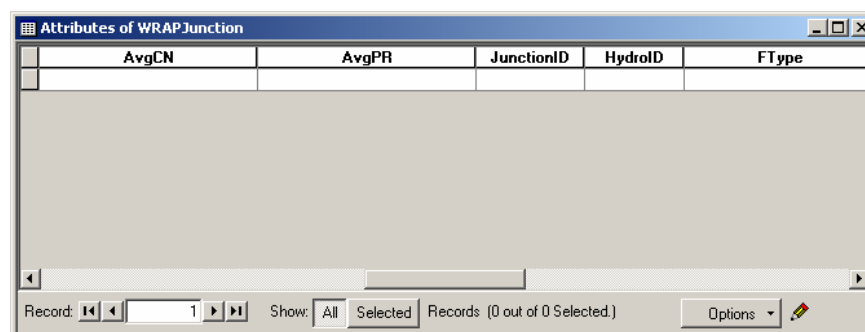 Attributes of WRAPJunction
AvgCN AvgPR JunctionID HydroID FType
Record: 1 Show: All Selected Records (0 out of 0 Selected.) Options